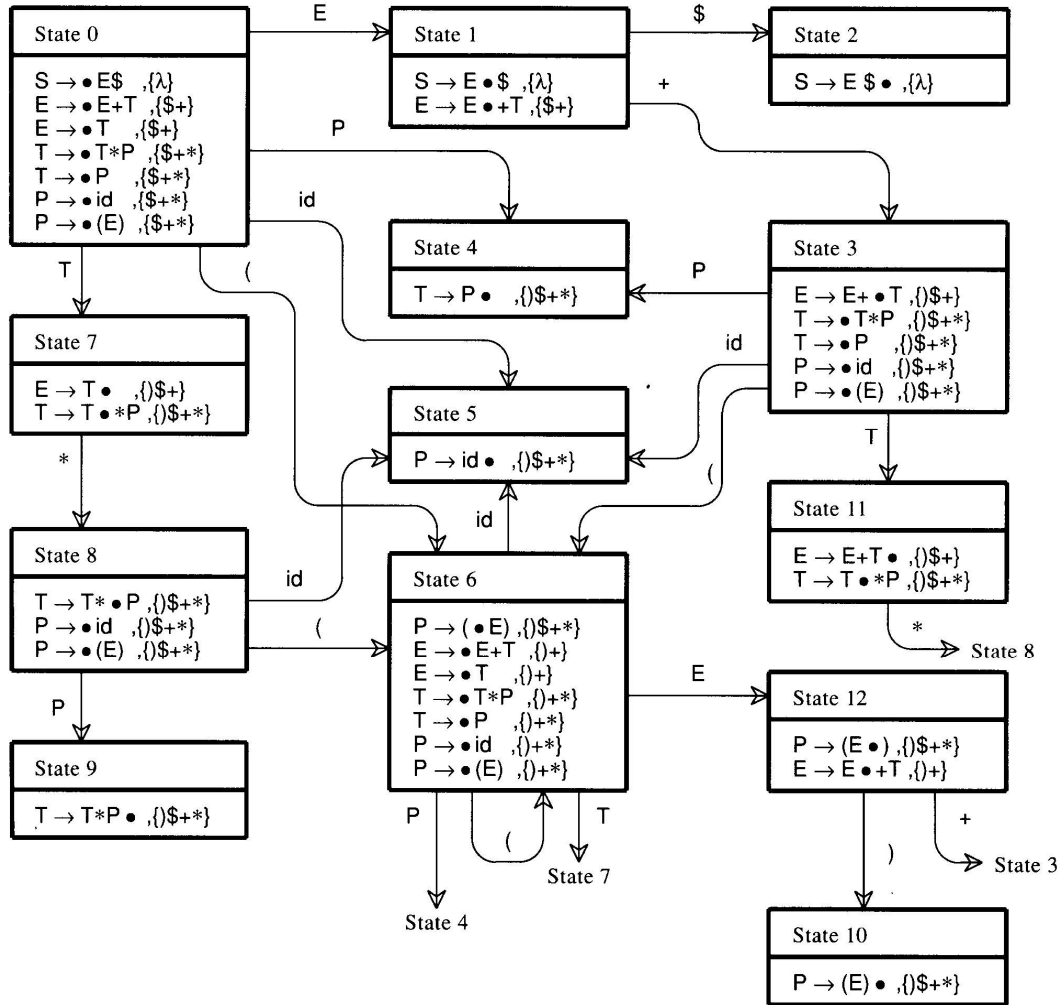 State 0
S → • E$ ,{λ}
E → • E+T ,{$+}
E → • T ,{$+}
T → • T*P ,{$+*}
T → • P ,{$+*}
P → • id ,{$+*}
P → • (E) ,{$+*}
E
State 1
S → E • $ ,{λ}
E → E • +T ,{$+}
$
State 2
S → E $ • ,{λ}
+
P
id
T
(
State 4
T → P • ,{)$+*}
P
State 3
E → E+ • T ,{)$+}
T → • T*P ,{)$+*}
T → • P ,{)$+*}
P → • id ,{)$+*}
P → • (E) ,{)$+*}
State 7
E → T • ,{)$+}
T → T • *P ,{)$+*}
*
State 5
P → id • ,{)$+*}
id
(
T
id
State 11
E → E+T • ,{)$+}
T → T • *P ,{)$+*}
*
State 8
State 8
T → T* • P ,{)$+*}
P → • id ,{)$+*}
P → • (E) ,{)$+*}
id
(
P
State 6
P → ( • E) ,{)$+*}
E → • E+T ,{)+}
E → • T ,{)+}
T → • T*P ,{)+*}
T → • P ,{)+*}
P → • id ,{)+*}
P → • (E) ,{)+*}
E
State 12
P → (E • ) ,{)$+*}
E → E • +T ,{)+}
State 9
T → T*P • ,{)$+*}
P
(
T
State 7
State 4
)
+
State 3
State 10
P → (E) • ,{)$+*}